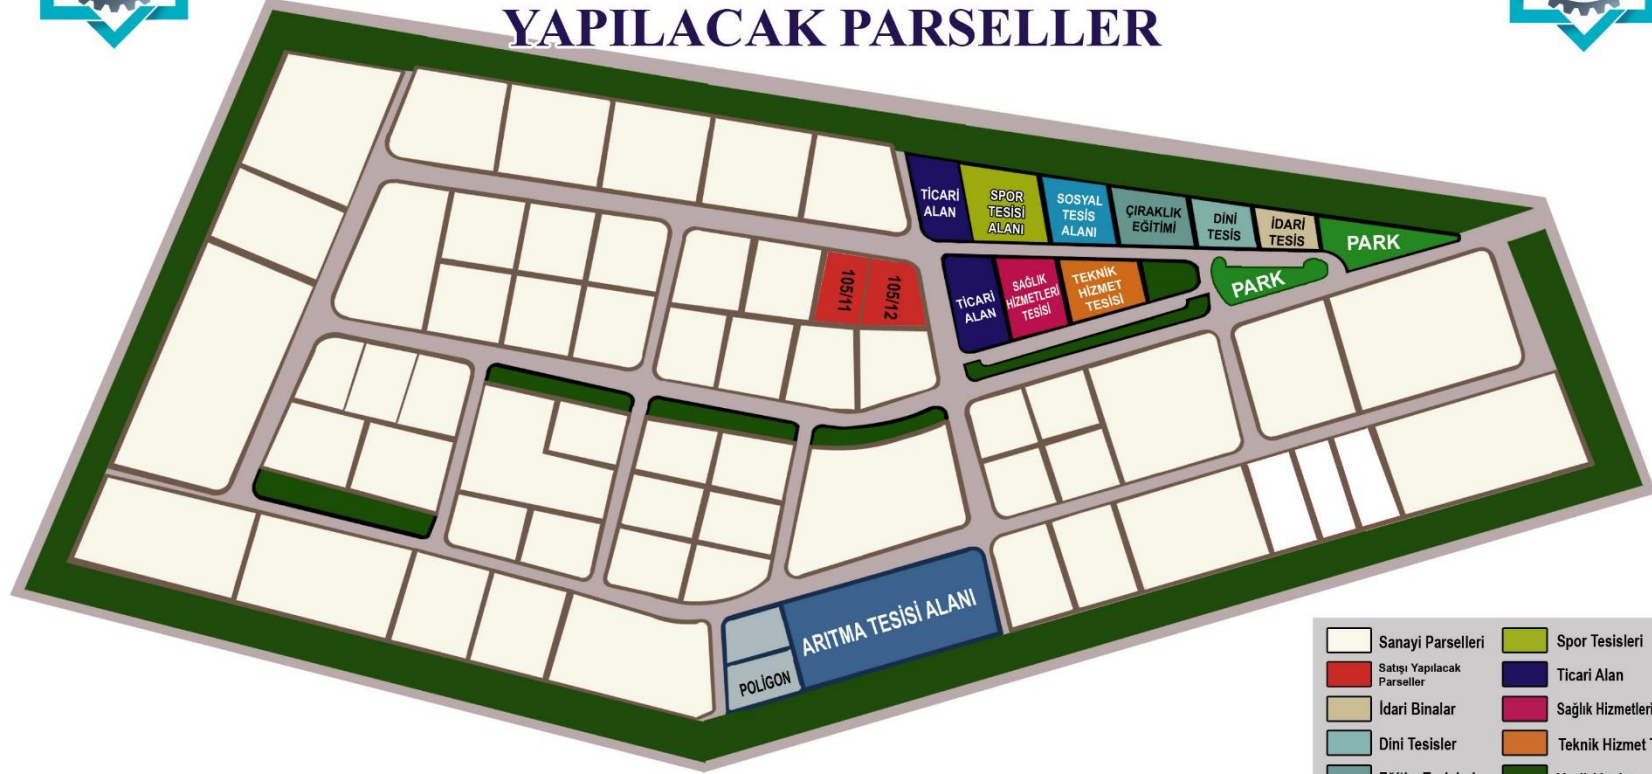 YAPILACAK PARSELLER
TİCARİ
ALAN
SPOR
TESİSİ
ALANI
SOSYAL
TESİS
ALANI
ÇIRAKLIK
EĞİTİMİ
DİNİ
TESİS
İDARİ
TESİS
PARK
105/11
105/12
TİCARİ
ALAN
SAĞLIK
HİZMETLERİ
TESİSİ
TEKNİK
HİZMET
TESİSİ
PARK
ARITMA TESİSİ ALANI
POLİGON
Sanayi Parselleri
Satışı Yapılacak
Parseller
İdari Binalar
Dini Tesisler
Spor Tesisleri
Ticari Alan
Sağlık Hizmetleri
Teknik Hizmet